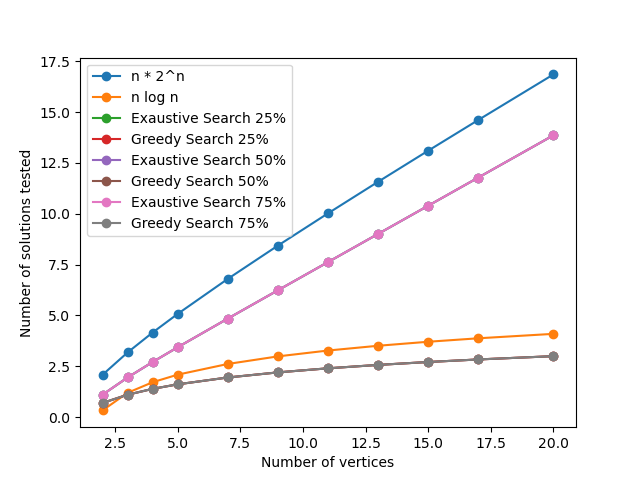 17.5
15.0
12.5
10.0
7.5
5.0
2.5
0.0
Number of solutions tested
n * 2^n
n log n
Exaustive Search 25%
Greedy Search 25%
Exaustive Search 50%
Greedy Search 50%
Exaustive Search 75%
Greedy Search 75%
2.5 5.0 7.5 10.0 12.5 15.0 17.5 20.0
Number of vertices